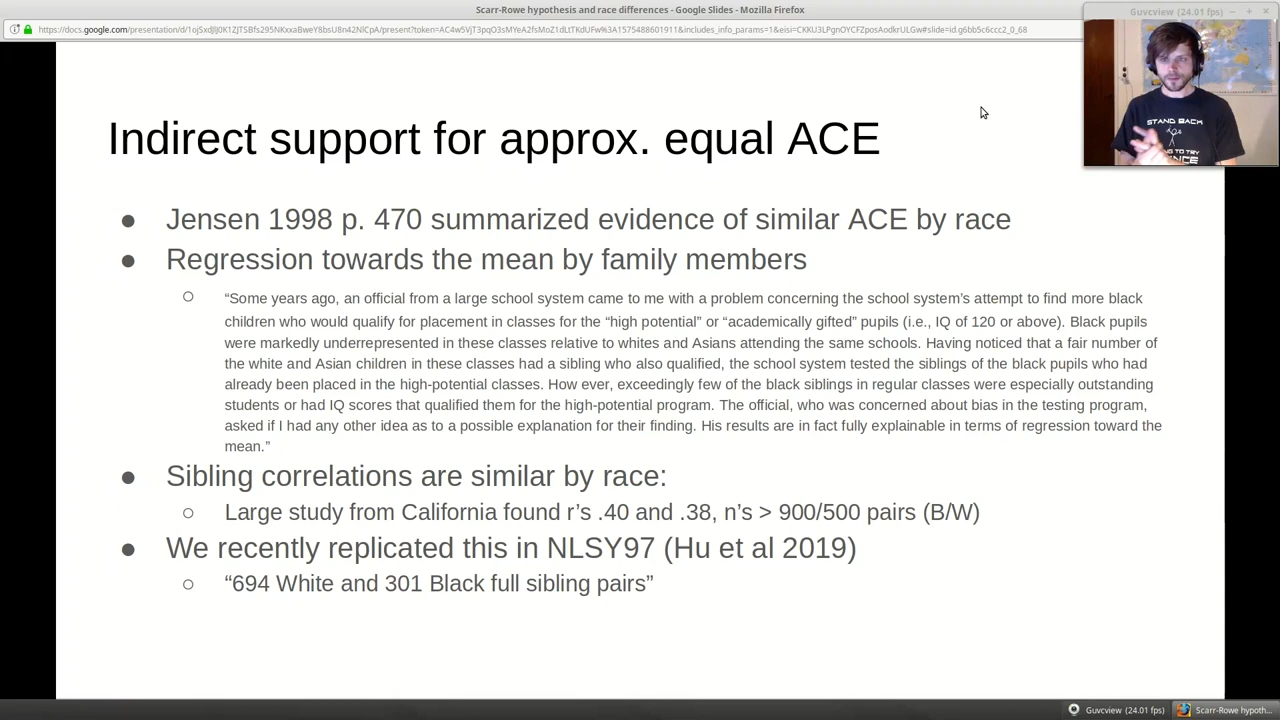 Scarr-Rowe hypothesis and race differences - Google Slides - Mozilla Firefox
Guvcview (24.01 fps)
Indirect support for approx. equal ACE
STAND BACK
Jensen 1998 p. 470 summarized evidence of similar ACE by race
Regression towards the mean by family members
“Some years ago, an official from a large school system came to me with a problem concerning the school system’s attempt to find more black
children who would qualify for placement in classes for the “high potential” or “academically gifted” pupils (i.e., IQ of 120 or above). Black pupils
were markedly underrepresented in these classes relative to whites and Asians attending the same schools. Having noticed that a fair number of
the white and Asian children in these classes had a sibling who also qualified, the school system tested the siblings of the black pupils who had
already been placed in the high-potential classes. How ever, exceedingly few of the black siblings in regular classes were especially outstanding
students or had IQ scores that qualified them for the high-potential program. The official, who was concerned about bias in the testing program,
asked if I had any other idea as to a possible explanation for their finding. His results are in fact fully explainable in terms of regression toward the
mean.”
Sibling correlations are similar by race:
Large study from California found r’s .40 and .38, n’s > 900/500 pairs (B/W)
We recently replicated this in NLSY97 (Hu et al 2019)
“694 White and 301 Black full sibling pairs”
Guvcview (24.01 fps)
Scarr-Rowe hypoth...